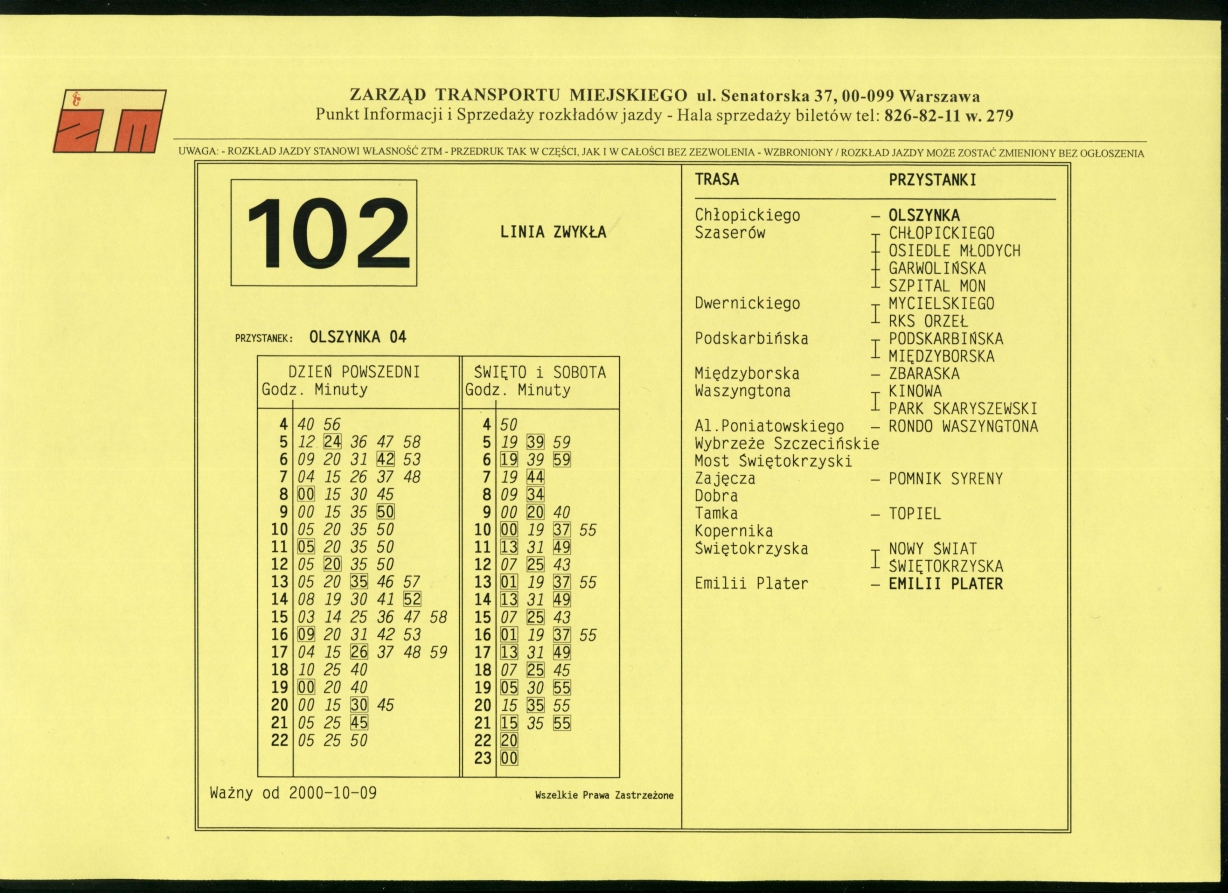 ZTM
ZARZĄD TRANSPORTU MIEJSKIEGO ul. Senatorska 37, 00-099 Warszawa
Punkt Informacji i Sprzedaży rozkładów jazdy - Hala sprzedaży biletów tel: 826-82-11 w. 279
UWAGA: - ROZKŁAD JAZDY STANOWI WŁASNOŚĆ ZTM - PRZEDRUK TAK W CZĘŚCI, JAK I W CAŁOŚCI BEZ ZEZWOLENIA - WZBRONIONY / ROZKŁAD JAZDY MOŻE ZOSTAĆ ZMIENIONY BEZ OGŁOSZENIA
102
LINIA ZWYKŁA
PRZYSTANEK: OLSZYNKA 04
DZIEŃ POWSZEDNI
Godz. Minuty
4 40 56
5 12 24 36 47 58
6 09 20 31 42 53
7 04 15 26 37 48
8 00 15 30 45
9 00 15 35 50
10 05 20 35 50
11 05 20 35 50
12 05 20 35 50
13 05 20 35 46 57
14 08 19 30 41 52
15 03 14 25 36 47 58
16 09 20 31 42 53
17 04 15 26 37 48 59
18 10 25 40
19 00 20 40
20 00 15 30 45
21 05 25 45
22 05 25 50
ŚWIĘTO i SOBOTA
Godz. Minuty
4 50
5 19 39 59
6 19 39 59
7 19 44
8 09 34
9 00 20 40
10 00 19 37 55
11 13 31 49
12 07 25 43
13 01 19 37 55
14 13 31 49
15 07 25 43
16 01 19 37 55
17 13 31 49
18 07 25 45
19 05 30 55
20 15 35 55
21 15 35 55
22 20
23 00
Ważny od 2000-10-09
Wszelkie Prawa Zastrzeżone
TRASA PRZYSTANKI
Chłopickiego – OLSZYNKA
Szaserów CHŁOPICKIEGO
OSIEDLE MŁODYCH
GARWOLIŃSKA
SZPITAL MON
Dwernickiego MYCIELSKIEGO
RKS ORZEŁ
Podskarbińska PODSKARBIŃSKA
MIĘDZYBORSKA
Międzyborska – ZBARASKA
Waszyngtona KINOWA
PARK SKARYSZEWSKI
Al.Poniatowskiego – RONDO WASZYNGTONA
Wybrzeże Szczecińskie
Most Świętokrzyski
Zajęcza – POMNIK SYRENY
Dobra
Tamka – TOPIEL
Kopernika
Świętokrzyska NOWY ŚWIAT
ŚWIĘTOKRZYSKA
Emilii Plater – EMILII PLATER